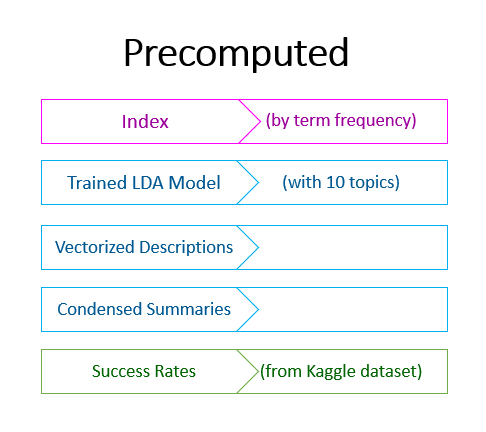 Precomputed
Index (by term frequency)
Trained LDA Model (with 10 topics)
Vectorized Descriptions
Condensed Summaries
Success Rates (from Kaggle dataset)